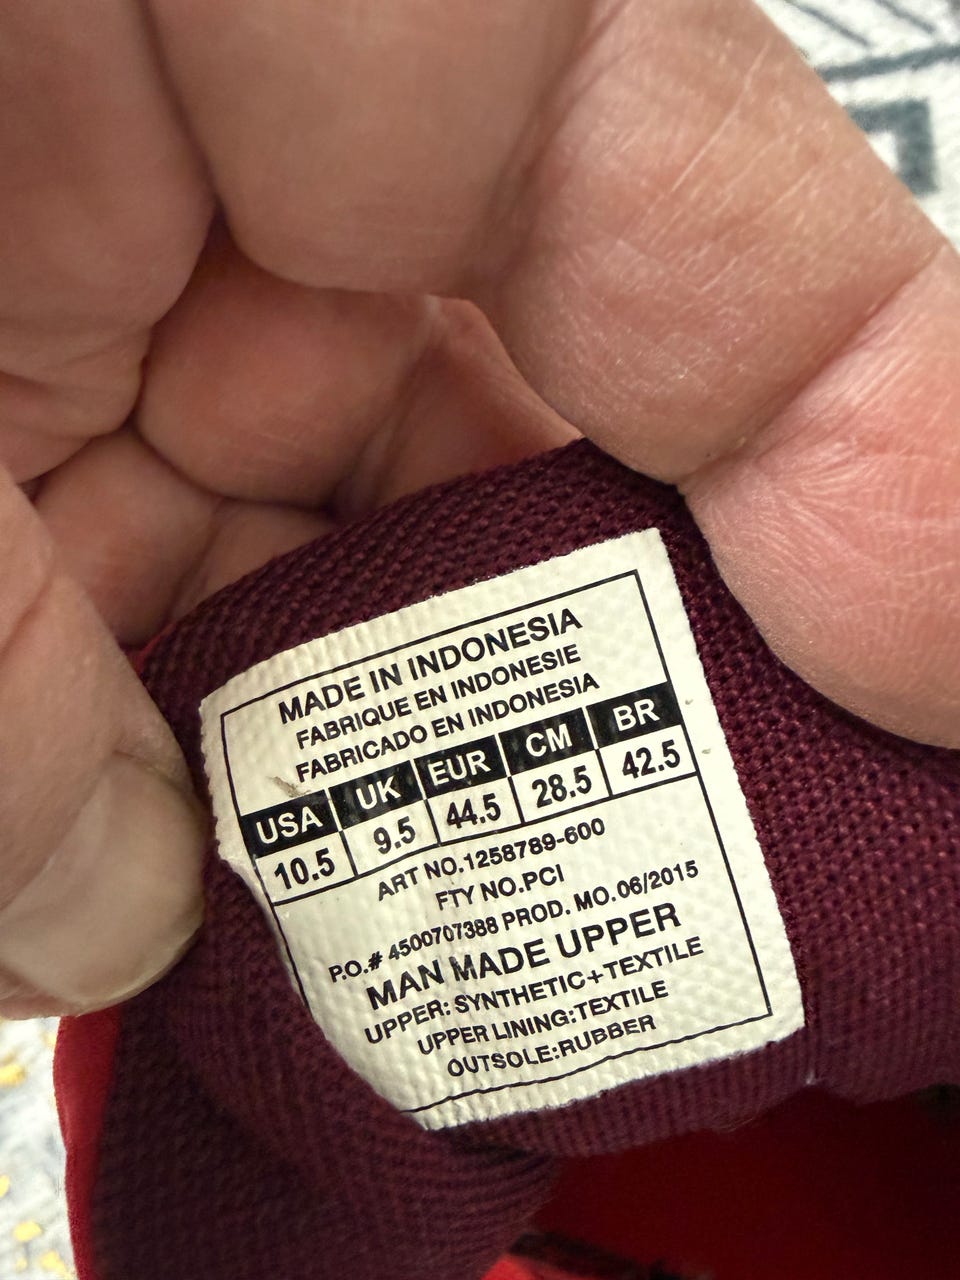 MADE IN INDONESIA
FABRIQUE EN INDONESIE
FABRICADO EN INDONESIA
USA UK EUR CM BR
10.5 9.5 44.5 28.5 42.5
ART NO.1258789-600
FTY NO.PCI
P.O.# 4500707388 PROD. MO.06/2015
MAN MADE UPPER
UPPER: SYNTHETIC+TEXTILE
UPPER LINING:TEXTILE
OUTSOLE:RUBBER